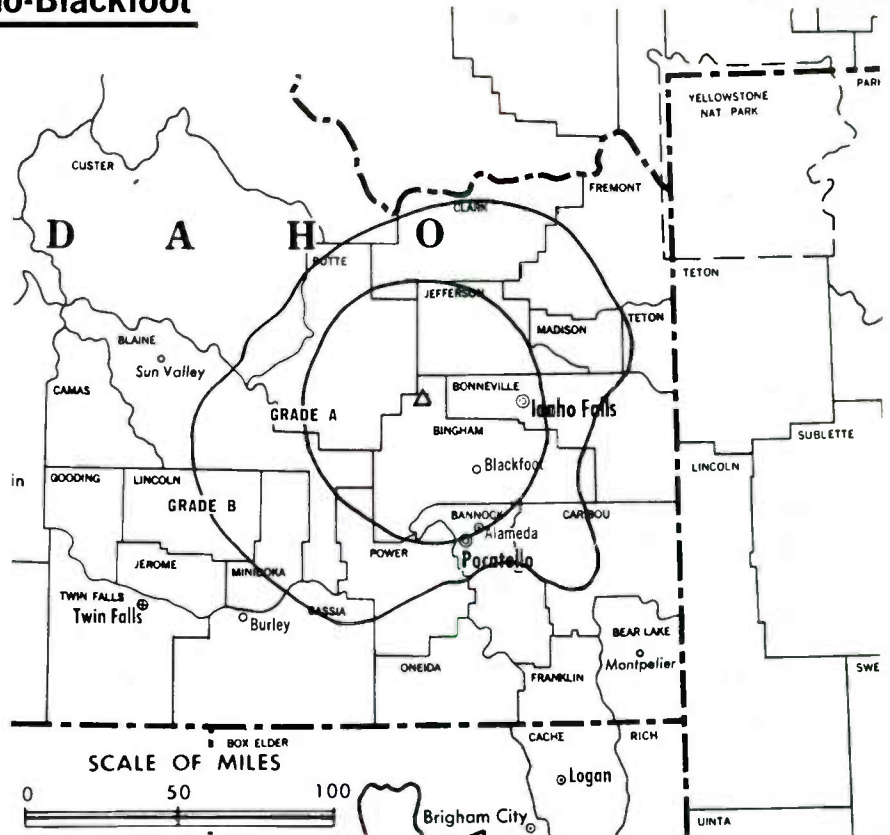 o-Blackfoot
PARK
YELLOWSTONE
NAT. PARK
CUSTER
FREMONT
CLARK
D A H O
BUTTE
TETON
JEFFERSON
TETON
MADISON
BLAINE
Sun Valley
CAMAS
BONNEVILLE
Idaho Falls
GRADE A
BINGHAM
SUBLETTE
Blackfoot
LINCOLN
in
GOODING
LINCOLN
GRADE B
BANNOCK
CARIBOU
Alameda
POWER
Pocatello
JEROME
MINIDOKA
TWIN FALLS
Twin Falls
CASSIA
Burley
BEAR LAKE
Montpelier
ONEIDA
SWE
FRANKLIN
BOX ELDER
CACHE
RICH
SCALE OF MILES
Logan
0 50 100
Brigham City
UINTA